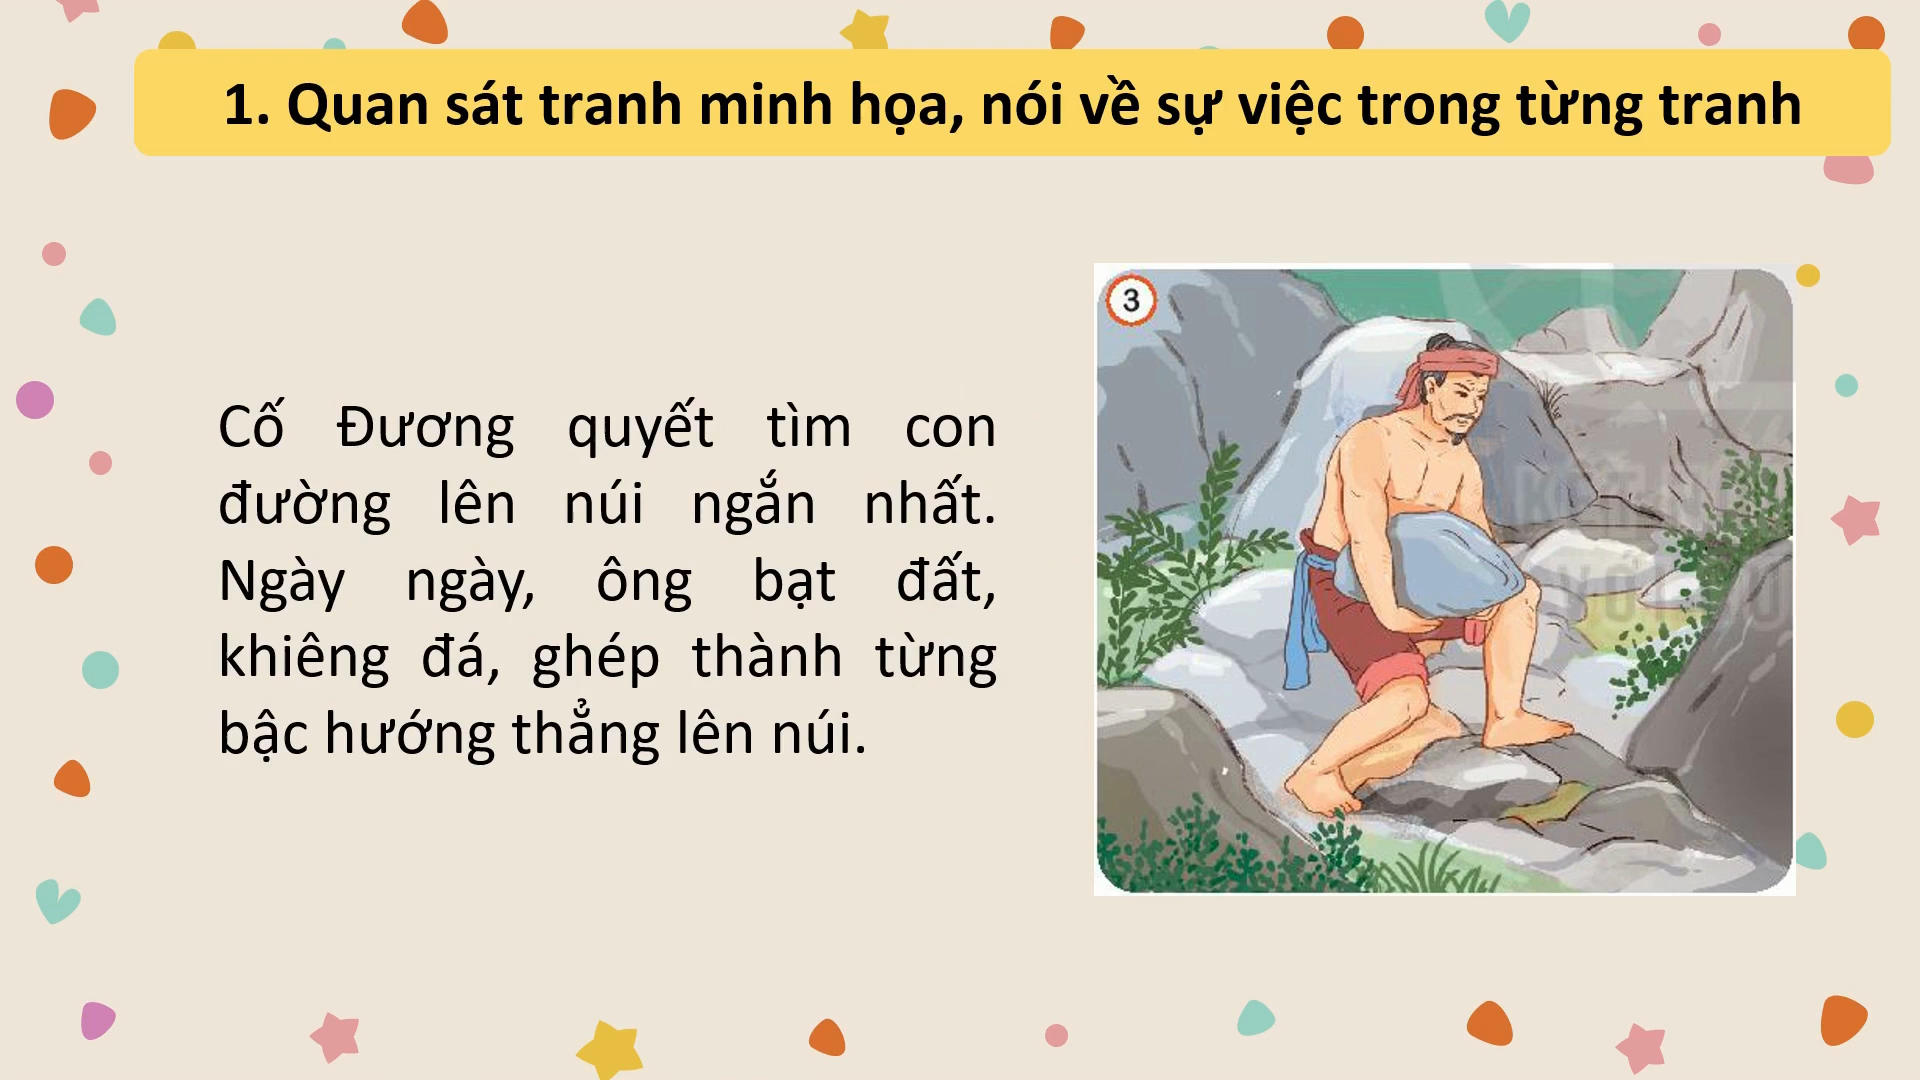 1. Quan sát tranh minh họa, nói về sự việc trong từng tranh
3
Cố Đương quyết tìm con
đường lên núi ngắn nhất.
Ngày ngày, ông bạt đất,
khiêng đá, ghép thành từng
bậc hướng thẳng lên núi.